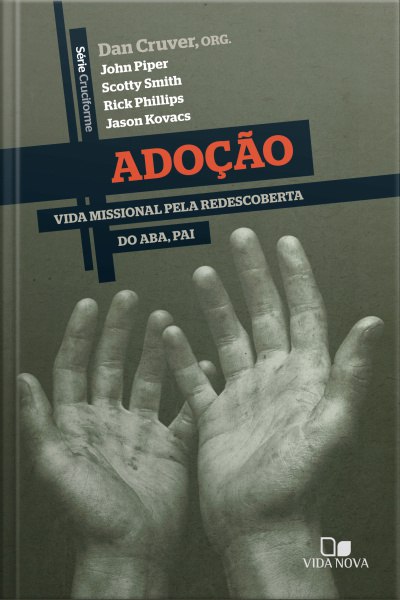 Dan Cruver, ORG.
John Piper
Scotty Smith
Rick Phillips
Jason Kovacs
Série Cruciforme
ADOÇÃO
VIDA MISSIONAL PELA REDESCOBERTA
DO ABA, PAI
VIDA NOVA